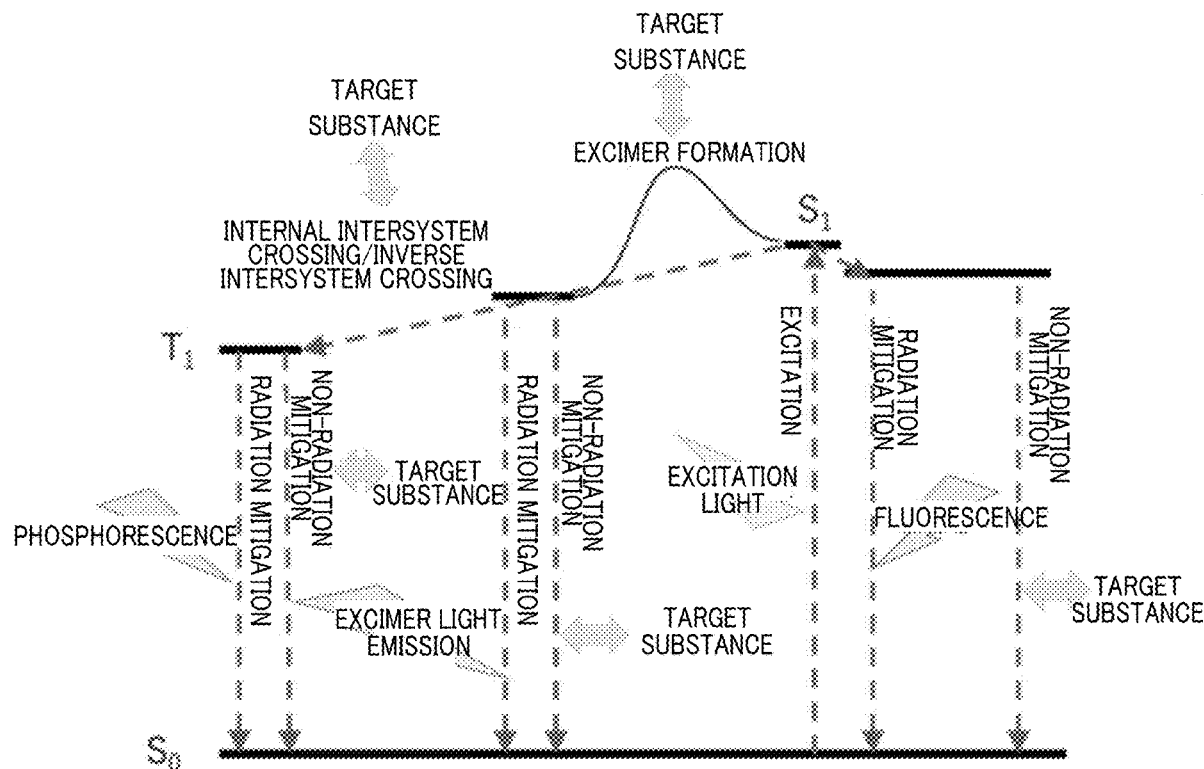 TARGET
SUBSTANCE
TARGET
SUBSTANCE
EXCIMER FORMATION
S1
INTERNAL INTERSYSTEM
CROSSING/INVERSE
INTERSYSTEM CROSSING
T1
RADIATION MITIGATION
NON-RADIATION
MITIGATION
RADIATION MITIGATION
NON-RADIATION
MITIGATION
EXCITATION
RADIATION
MITIGATION
NON-RADIATION
MITIGATION
TARGET
SUBSTANCE
EXCITATION
LIGHT
PHOSPHORESCENCE
FLUORESCENCE
EXCIMER LIGHT
EMISSION
TARGET
SUBSTANCE
TARGET
SUBSTANCE
S0